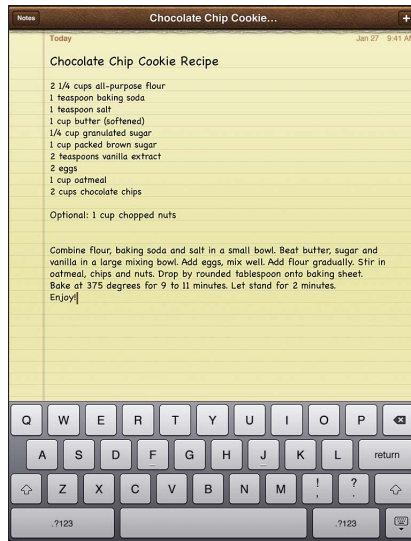 Notes
Chocolate Chip Cookie...
+
Today
Jan 27 9:41 AM
Chocolate Chip Cookie Recipe
2 1/4 cups all-purpose flour
1 teaspoon baking soda
1 teaspoon salt
1 cup butter (softened)
1/4 cup granulated sugar
1 cup packed brown sugar
2 teaspoons vanilla extract
2 eggs
1 cup oatmeal
2 cups chocolate chips
Optional: 1 cup chopped nuts
Combine flour, baking soda and salt in a small bowl. Beat butter, sugar and
vanilla in a large mixing bowl. Add eggs, mix well. Add flour gradually. Stir in
oatmeal, chips and nuts. Drop by rounded tablespoon onto baking sheet.
Bake at 375 degrees for 9 to 11 minutes. Let stand for 2 minutes.
Enjoy!
Q W E R T Y U I O P
A S D F G H J K L return
Z X C V B N M ! , ? .
.?123 .?123